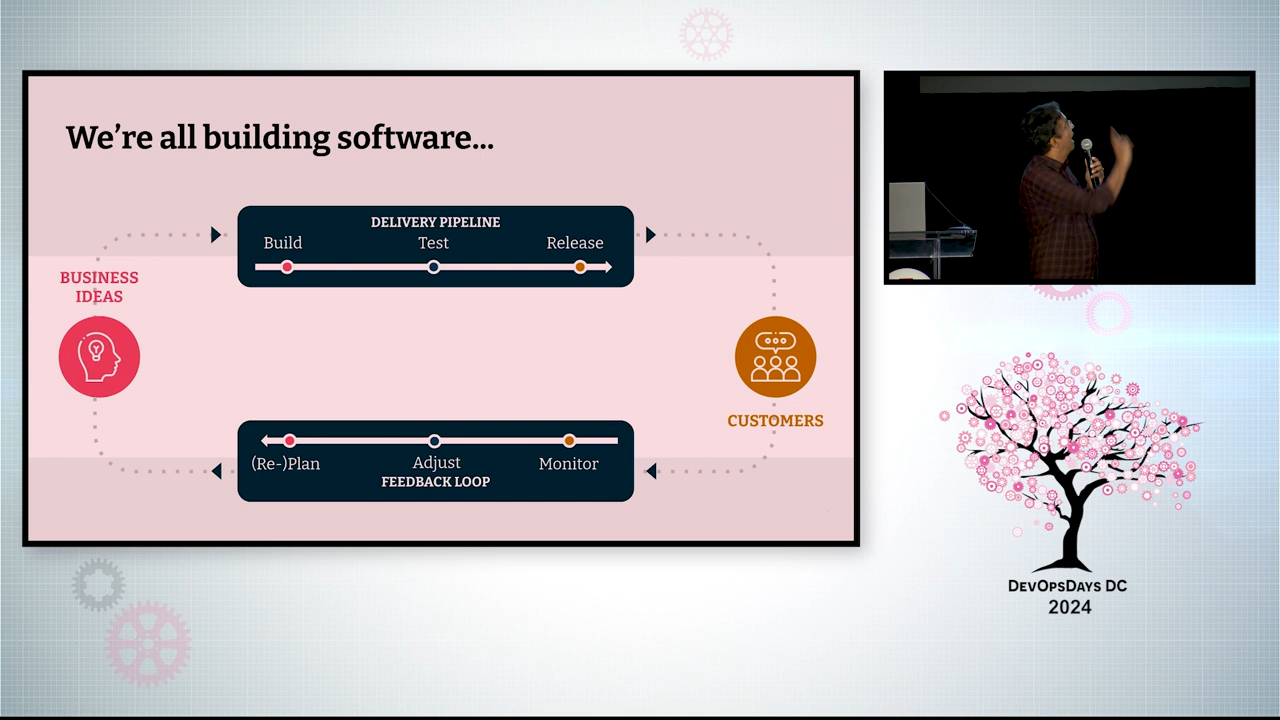 We're all building software...
DELIVERY PIPELINE
Build Test Release
BUSINESS
IDEAS
CUSTOMERS
(Re-)Plan Adjust Monitor
FEEDBACK LOOP
DEVOPSDAYS DC
2024